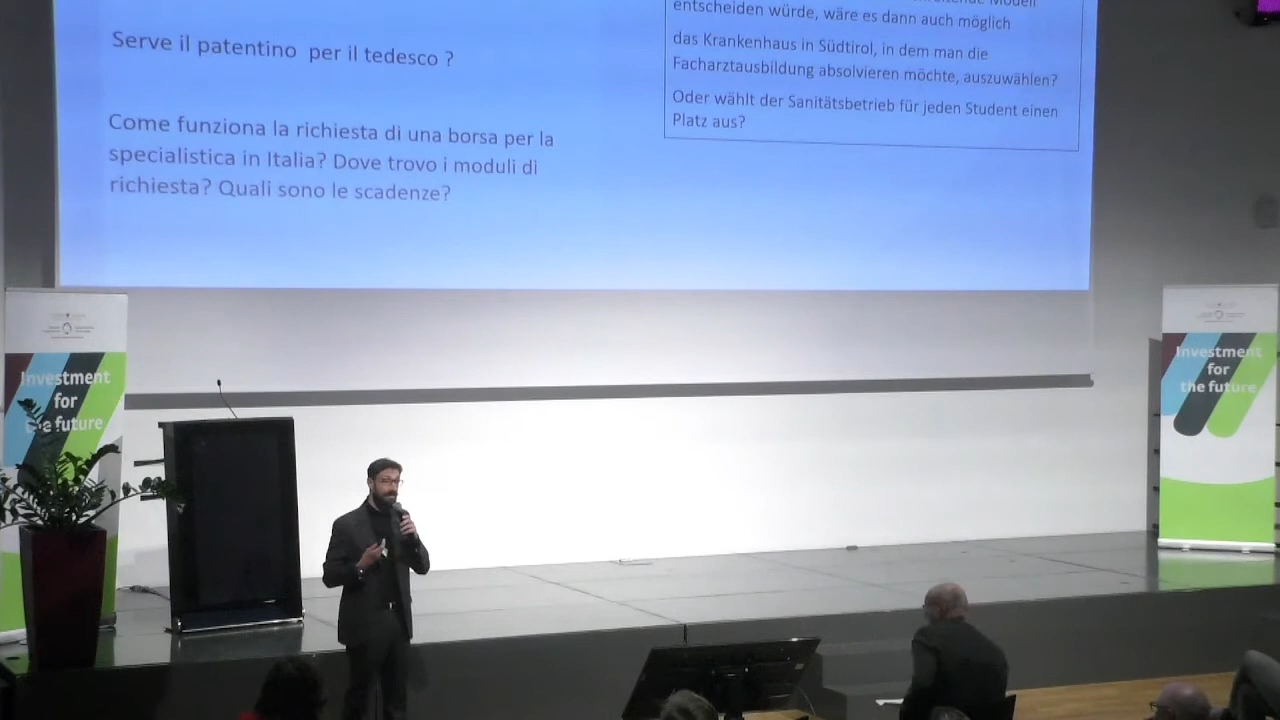 Serve il patentino per il tedesco ?
Come funziona la richiesta di una borsa per la
specialistica in Italia? Dove trovo i moduli di
richiesta? Quali sono le scadenze?
Modell
entscheiden würde, wäre es dann auch möglich
das Krankenhaus in Südtirol, in dem man die
Facharztausbildung absolvieren möchte, auszuwählen?
Oder wählt der Sanitätsbetrieb für jeden Student einen
Platz aus?
Investment
for
the future
Investment
for
the future